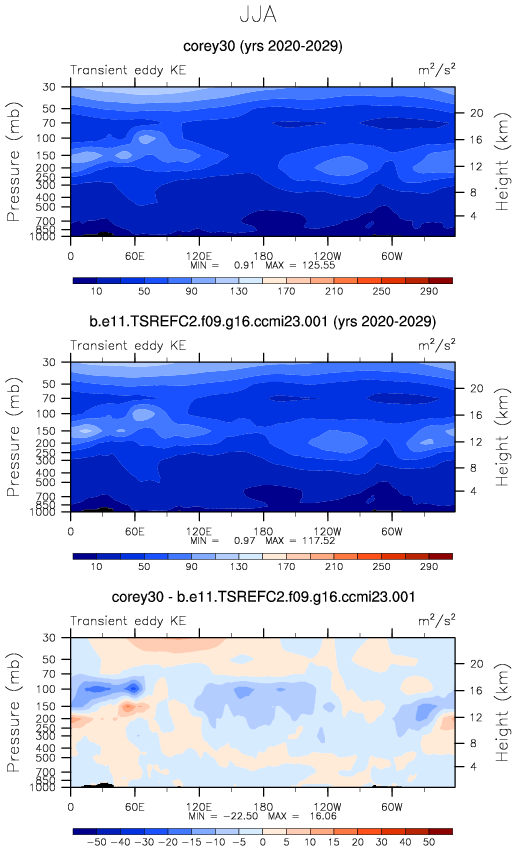 JJA
corey30 (yrs 2020-2029)
Transient eddy KE m²/s²
Pressure (mb)
30
50
70
100
150
200
250
300
400
500
700
850
1000
20
16
12
8
4
Height (km)
0 60E 120E 180 120W 60W
MIN = 0.91 MAX = 125.55
10 50 90 130 170 210 250 290
b.e11.TSREFC2.f09.g16.ccmi23.001 (yrs 2020-2029)
Transient eddy KE m²/s²
Pressure (mb)
30
50
70
100
150
200
250
300
400
500
700
850
1000
20
16
12
8
4
Height (km)
0 60E 120E 180 120W 60W
MIN = 0.97 MAX = 117.52
10 50 90 130 170 210 250 290
corey30 - b.e11.TSREFC2.f09.g16.ccmi23.001
Transient eddy KE m²/s²
Pressure (mb)
30
50
70
100
150
200
250
300
400
500
700
850
1000
20
16
12
8
4
Height (km)
0 60E 120E 180 120W 60W
MIN = -22.50 MAX = 16.06
-50 -40 -30 -20 -15 -10 -5 0 5 10 15 20 30 40 50